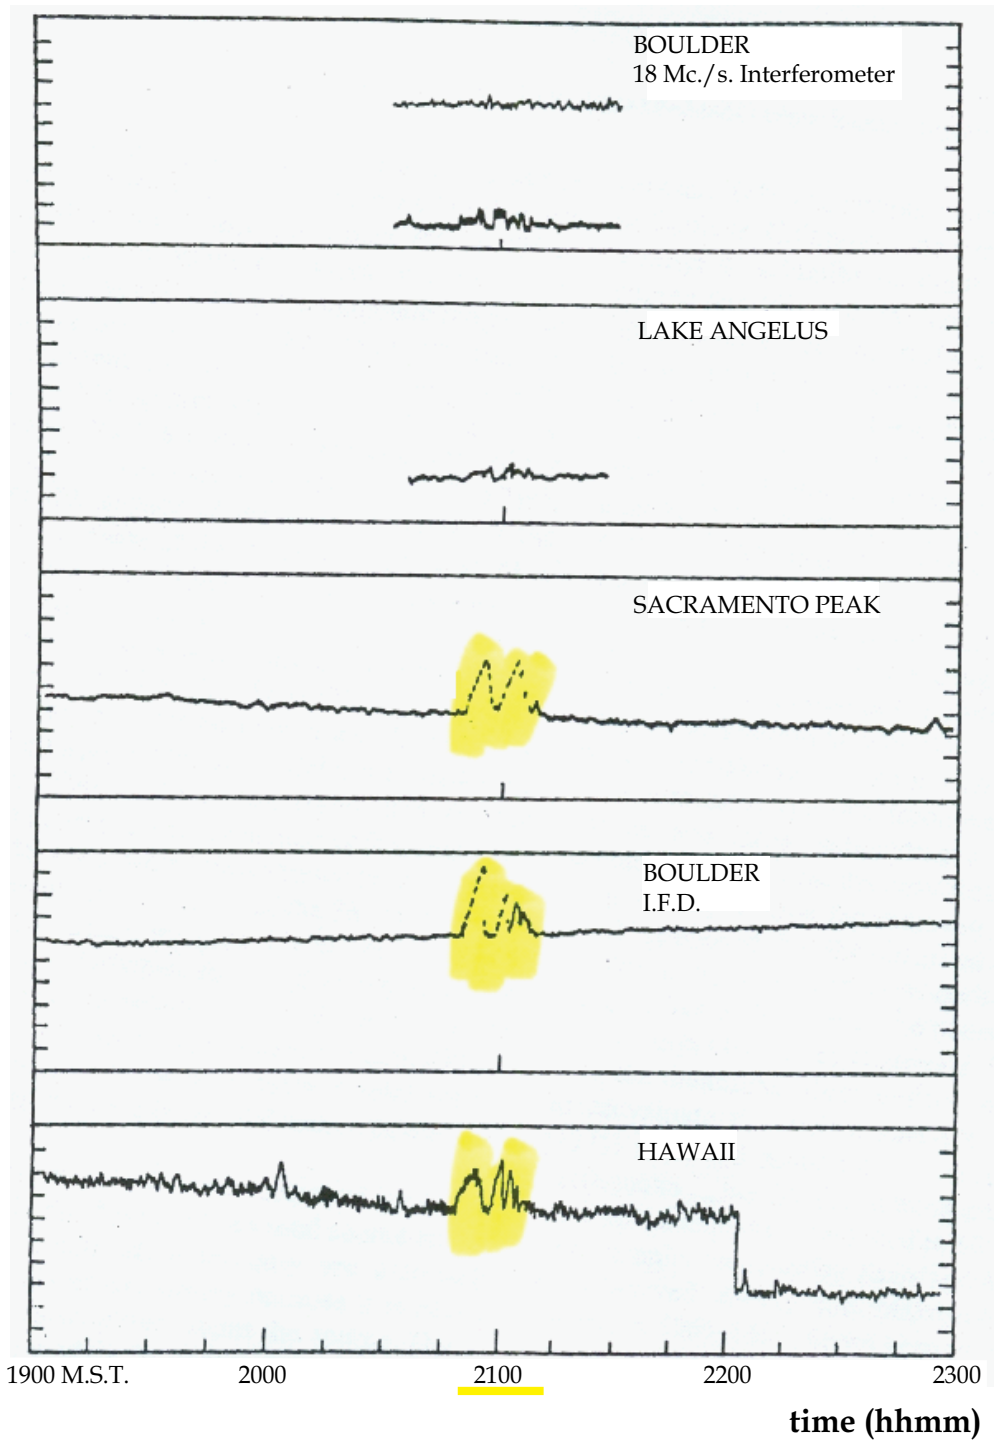 BOULDER
18 Mc./s. Interferometer
LAKE ANGELUS
SACRAMENTO PEAK
BOULDER
I.F.D.
HAWAII
1900 M.S.T. 2000 2100 2200 2300
time (hhmm)